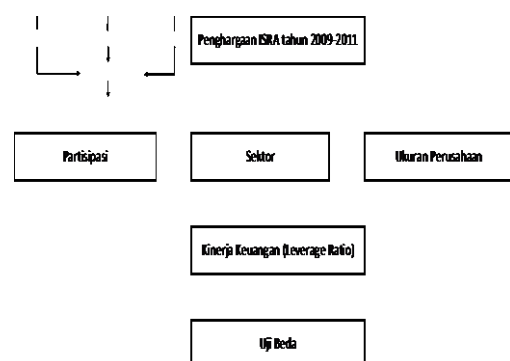 Penghargaan ISRA tahun 2009-2011
Partisipasi
Sektor
Ukuran Perusahaan
Kinerja Keuangan (Leverage Ratio)
Uji Beda